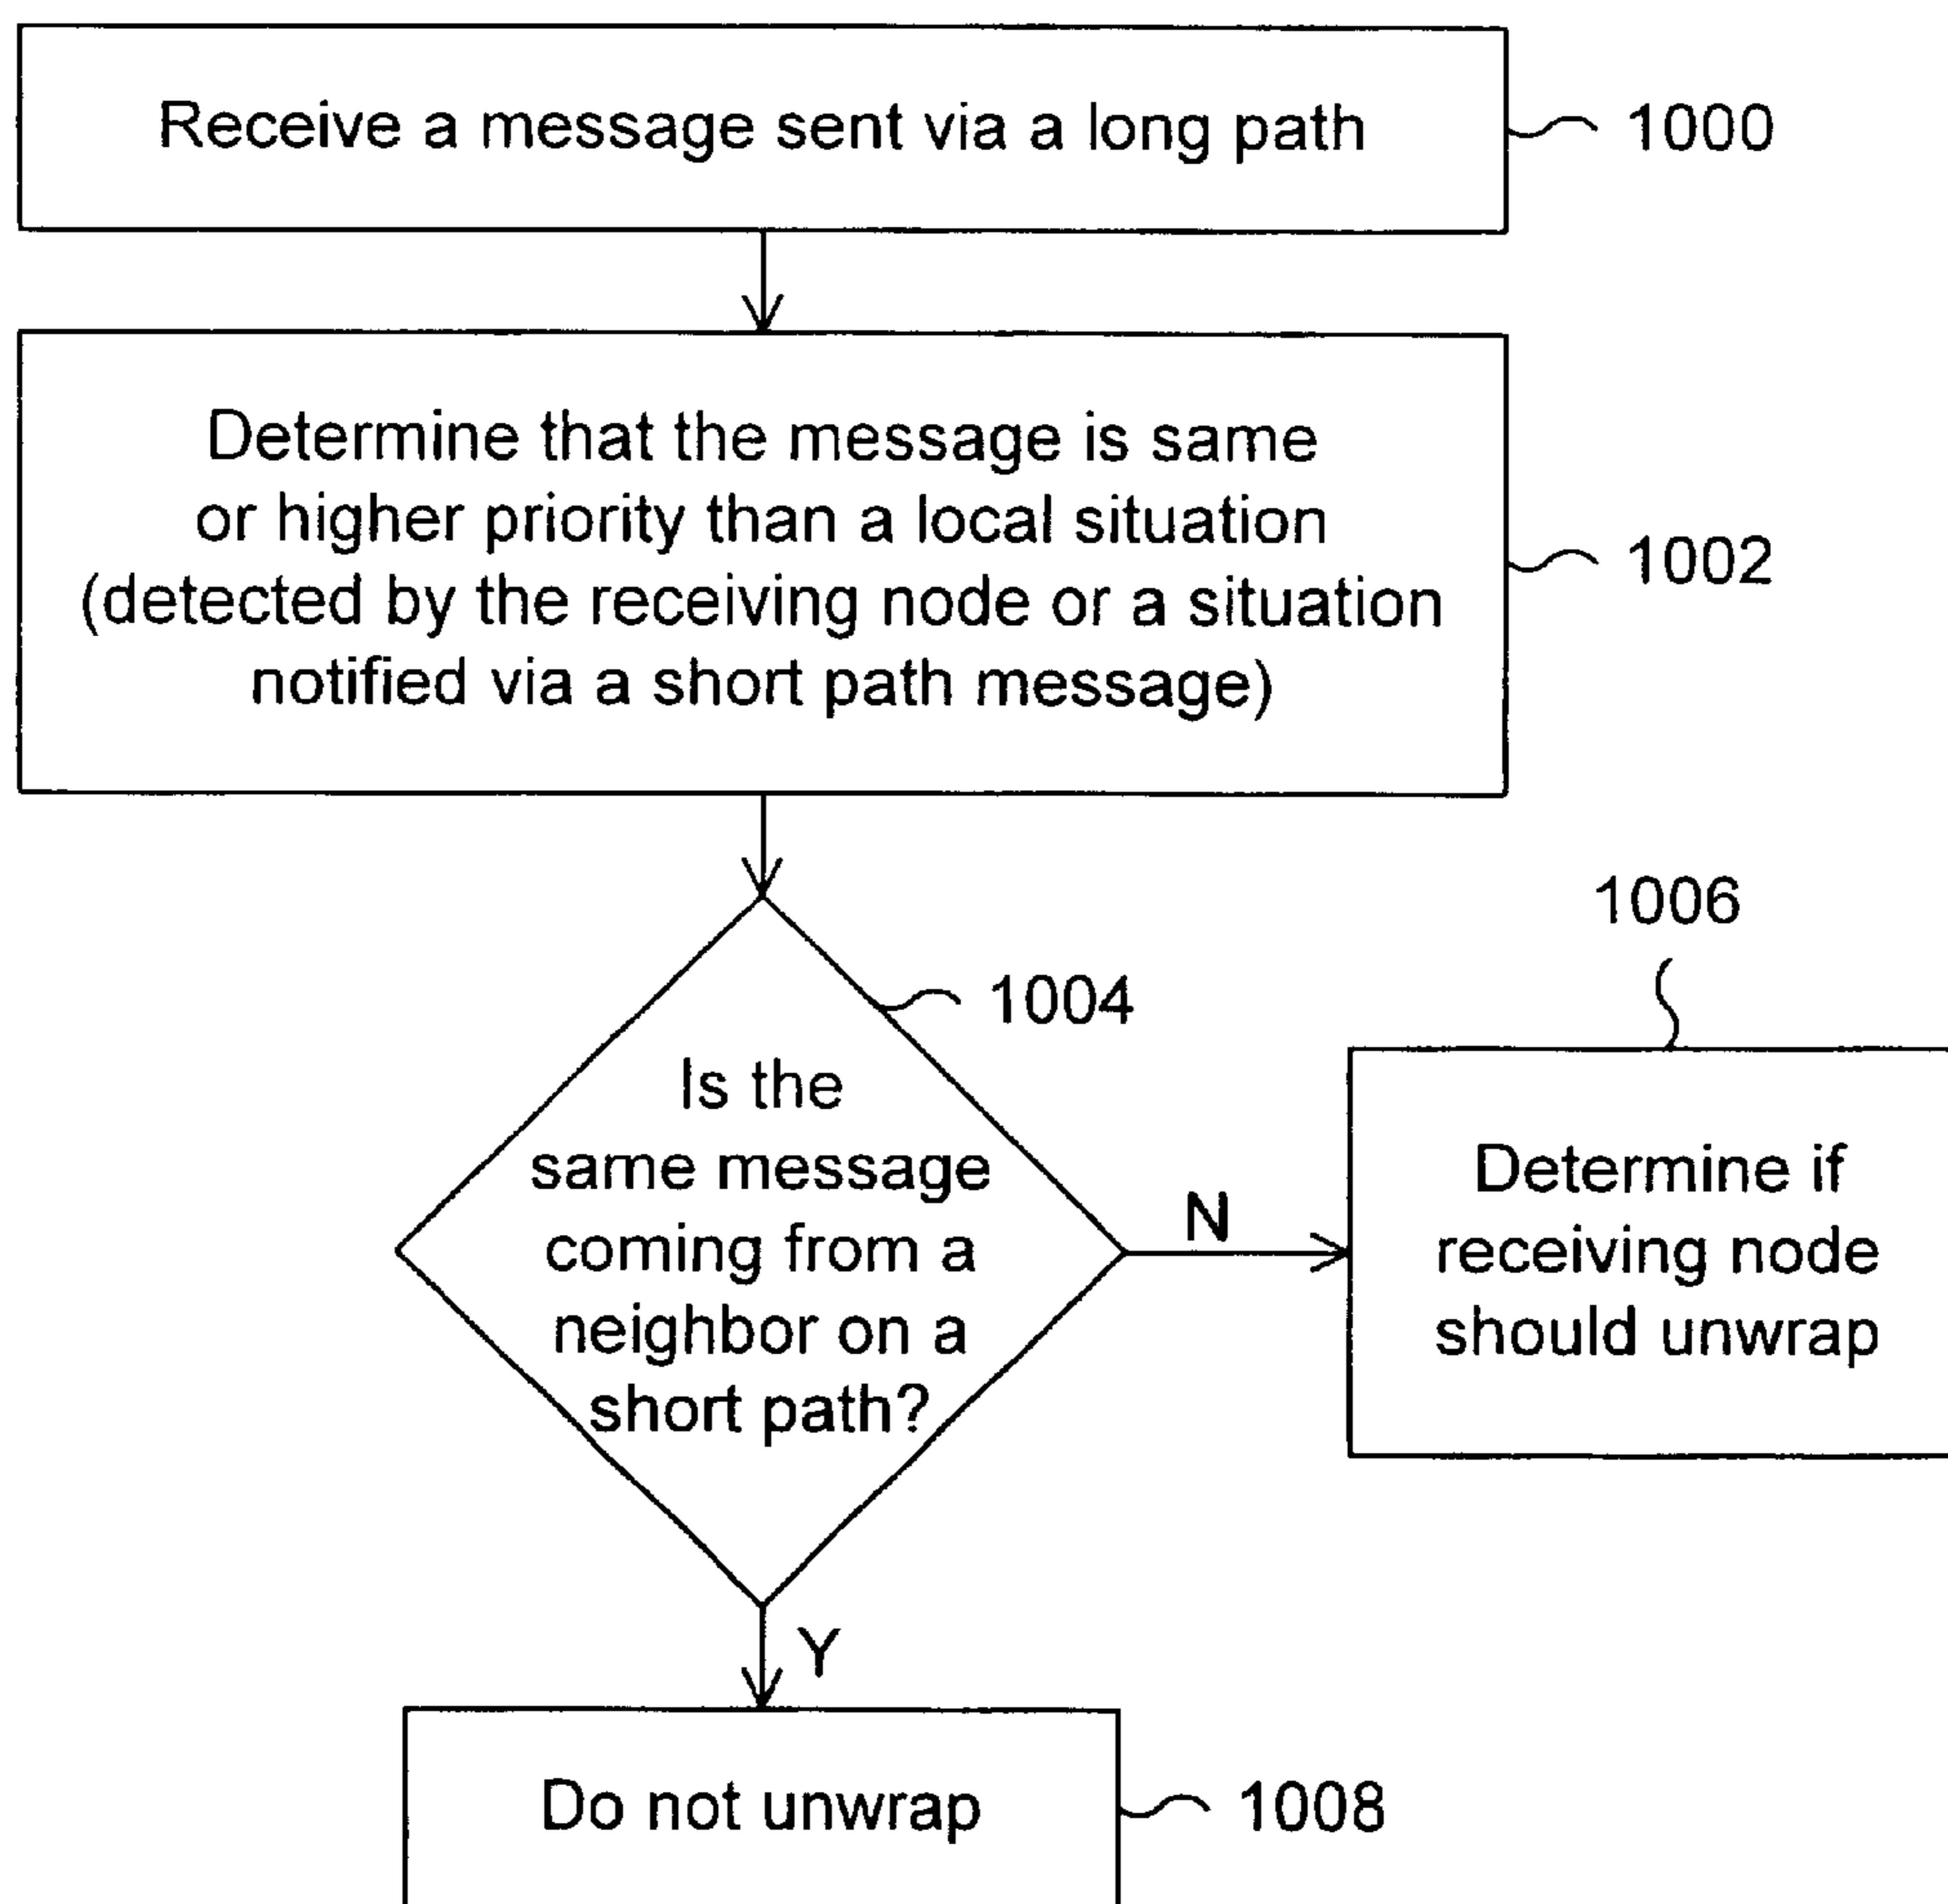 Receive a message sent via a long path
1000
Determine that the message is same
or higher priority than a local situation
(detected by the receiving node or a situation
notified via a short path message)
1002
1004
Is the
same message
coming from a
neighbor on a
short path?
N
1006
Determine if
receiving node
should unwrap
Y
Do not unwrap
1008